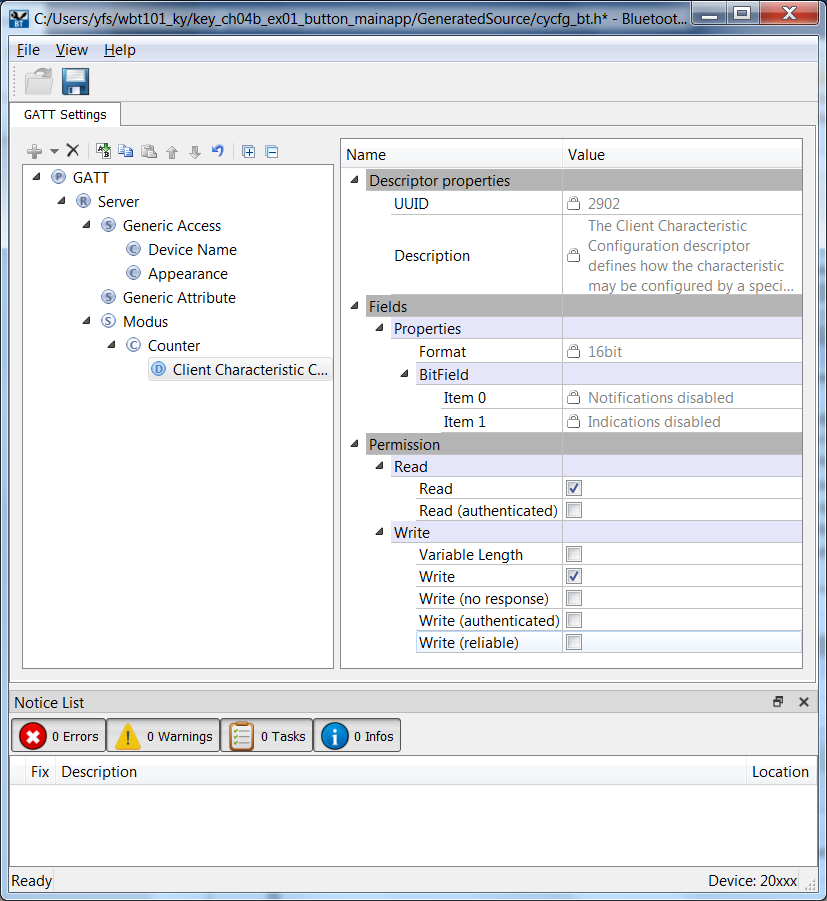 C:/Users/yfs/wbt101_ky/key_ch04b_ex01_button_mainapp/GeneratedSource/cycfg_bt.h* - Bluetoot...
BT
File View Help
GATT Settings
Name Value
P GATT
R Server
S Generic Access
C Device Name
C Appearance
S Generic Attribute
S Modus
C Counter
D Client Characteristic C...
Descriptor properties
UUID 2902
Description
The Client Characteristic
Configuration descriptor
defines how the characteristic
may be configured by a speci...
Fields
Properties
Format 16bit
BitField
Item 0 Notifications disabled
Item 1 Indications disabled
Permission
Read
Read
Read (authenticated)
Write
Variable Length
Write
Write (no response)
Write (authenticated)
Write (reliable)
Notice List
0 Errors 0 Warnings 0 Tasks 0 Infos
Fix Description Location
Ready Device: 20xxx